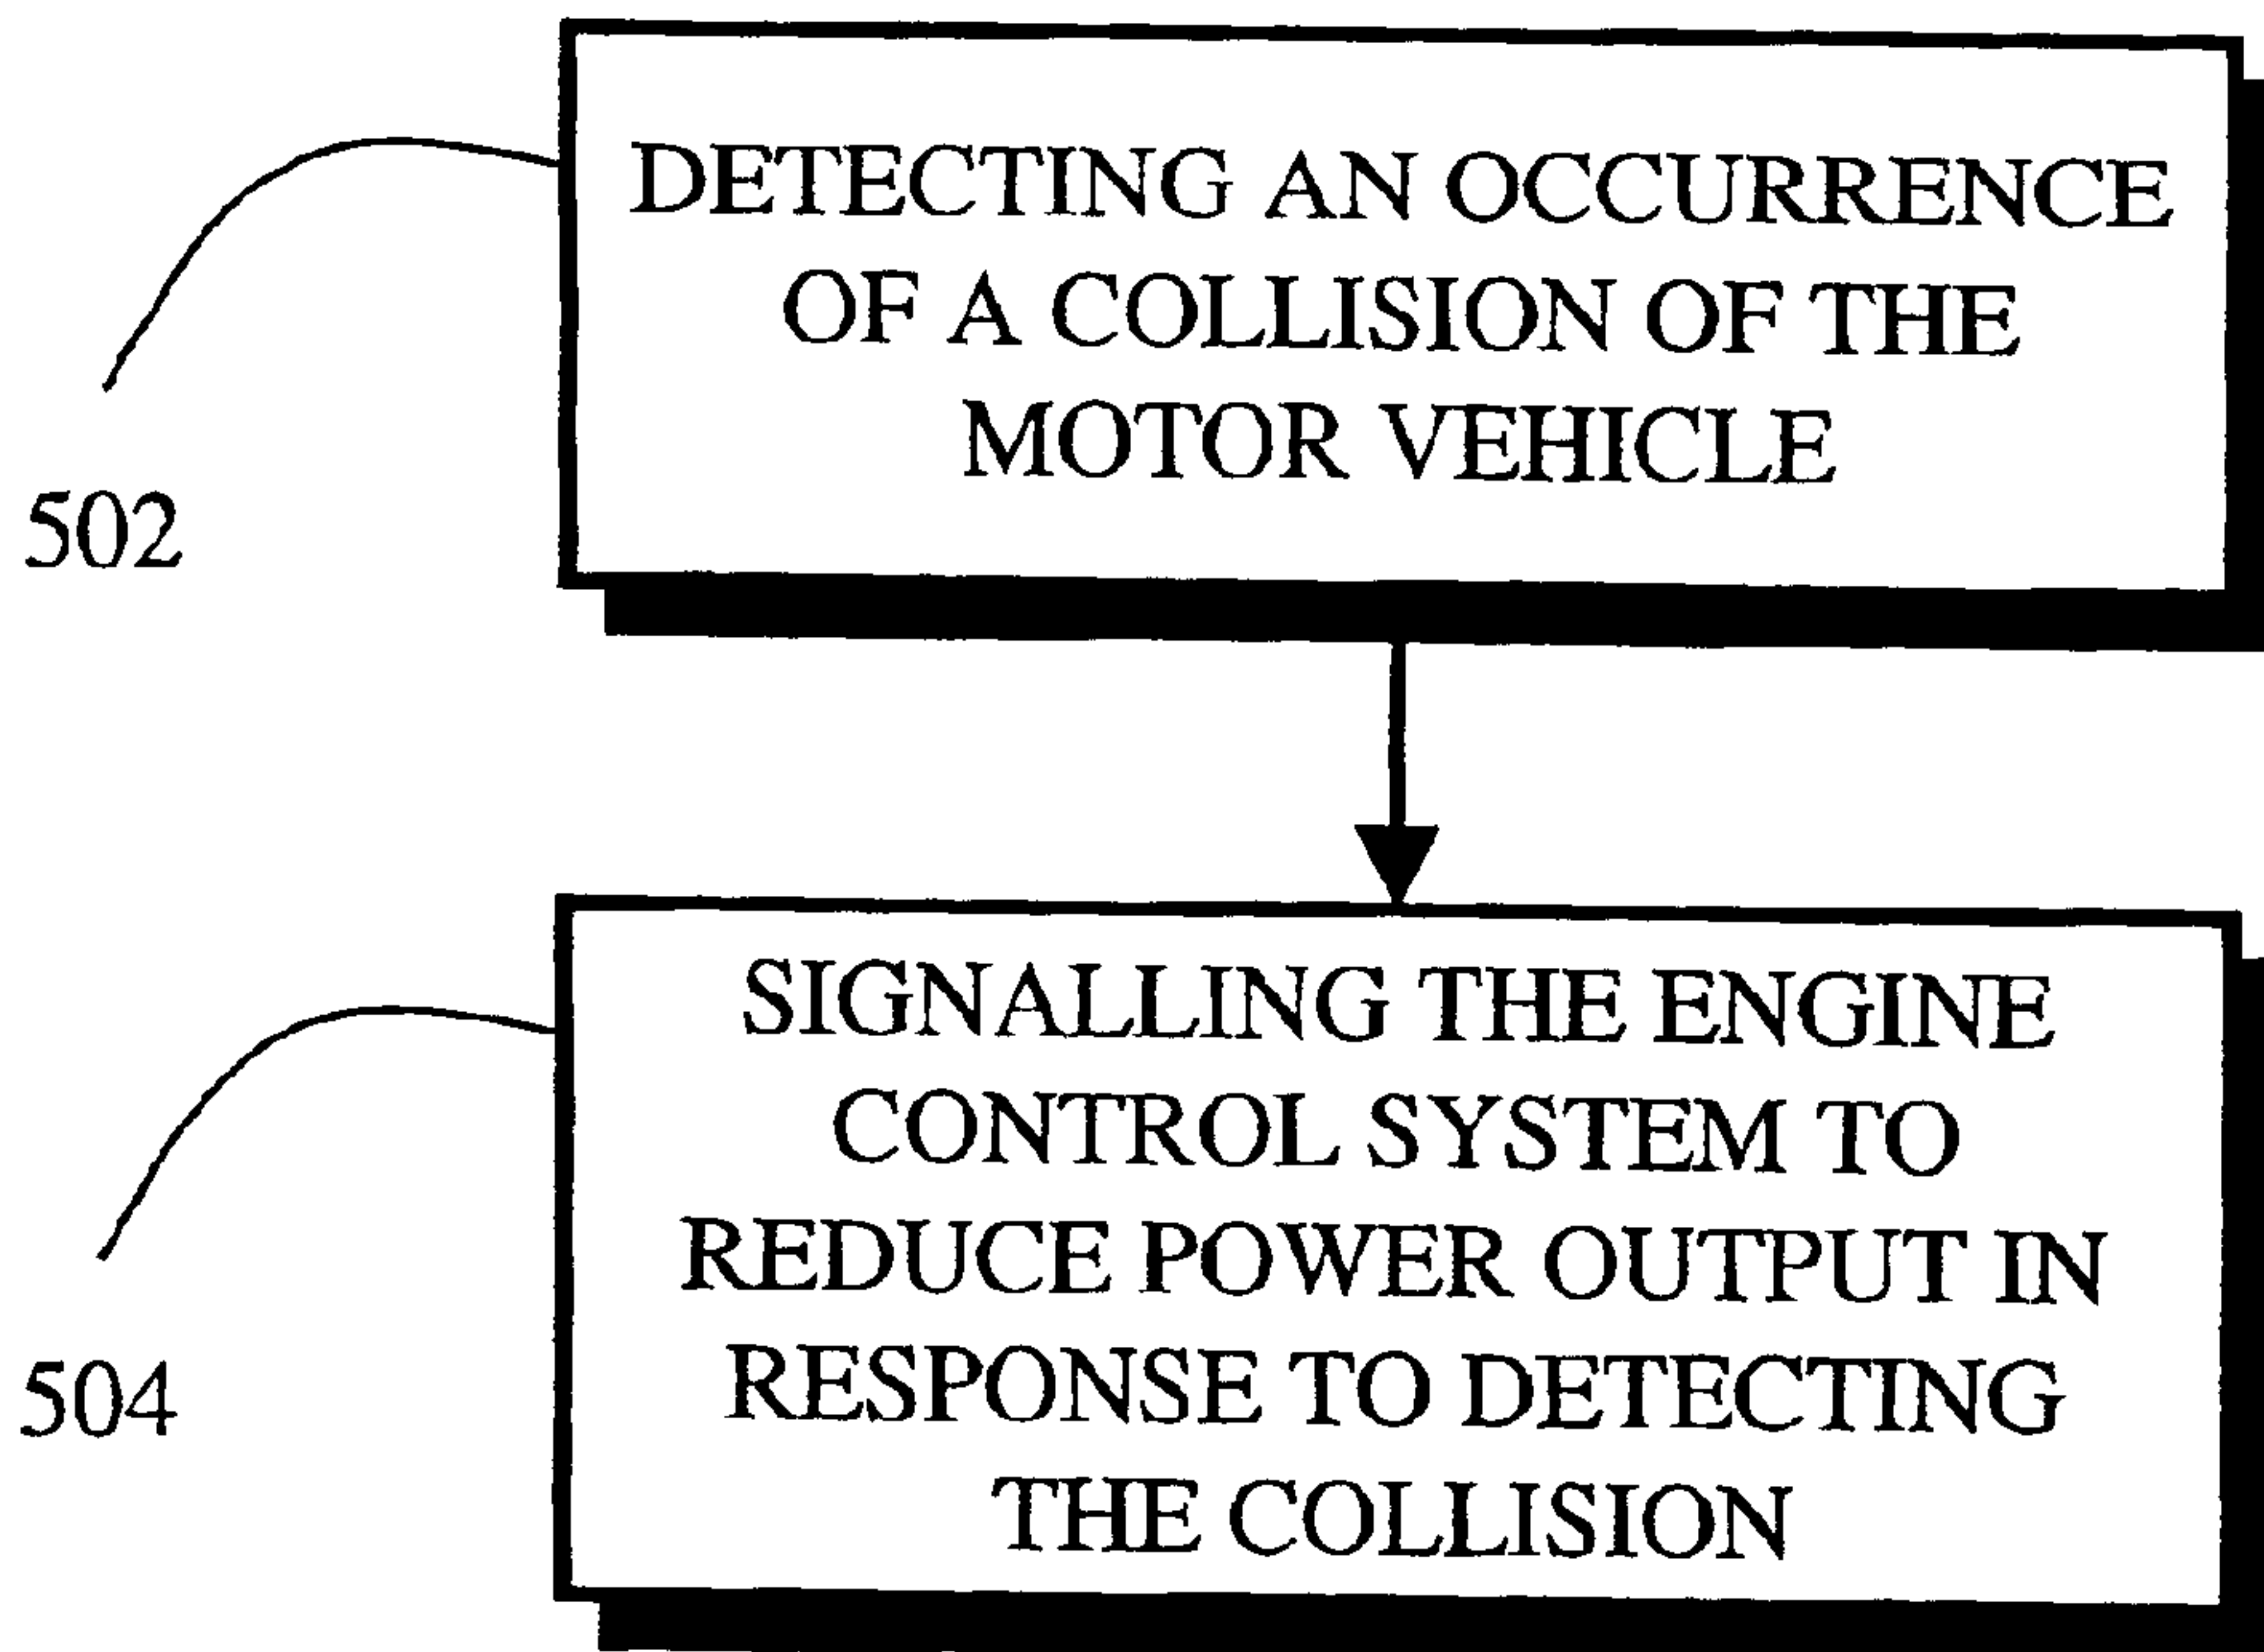 DETECTING AN OCCURRENCE
OF A COLLISION OF THE
MOTOR VEHICLE
502
SIGNALLING THE ENGINE
CONTROL SYSTEM TO
REDUCE POWER OUTPUT IN
RESPONSE TO DETECTING
THE COLLISION
504